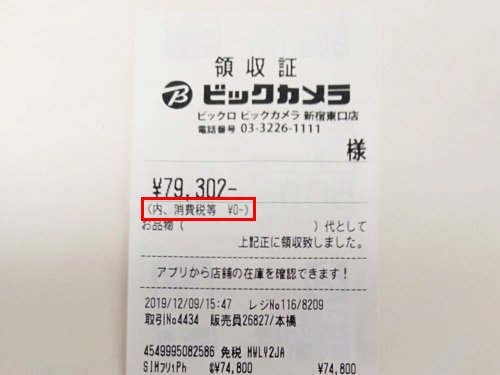 領収証
B ビックカメラ
ビックロ ビックカメラ 新宿東口店
電話番号 03-3226-1111
様
¥79,302-
(内、消費税等 ¥0-)
お品物( )代として
上記正に領収致しました。
アプリから店舗の在庫を確認できます！
2019/12/09/15:47 レジNo116/8209
取引No4434 販売員26827/本橋
4549995082586 免税 MWLY2JA
SIMフリiPh @¥74,800 ¥74,800